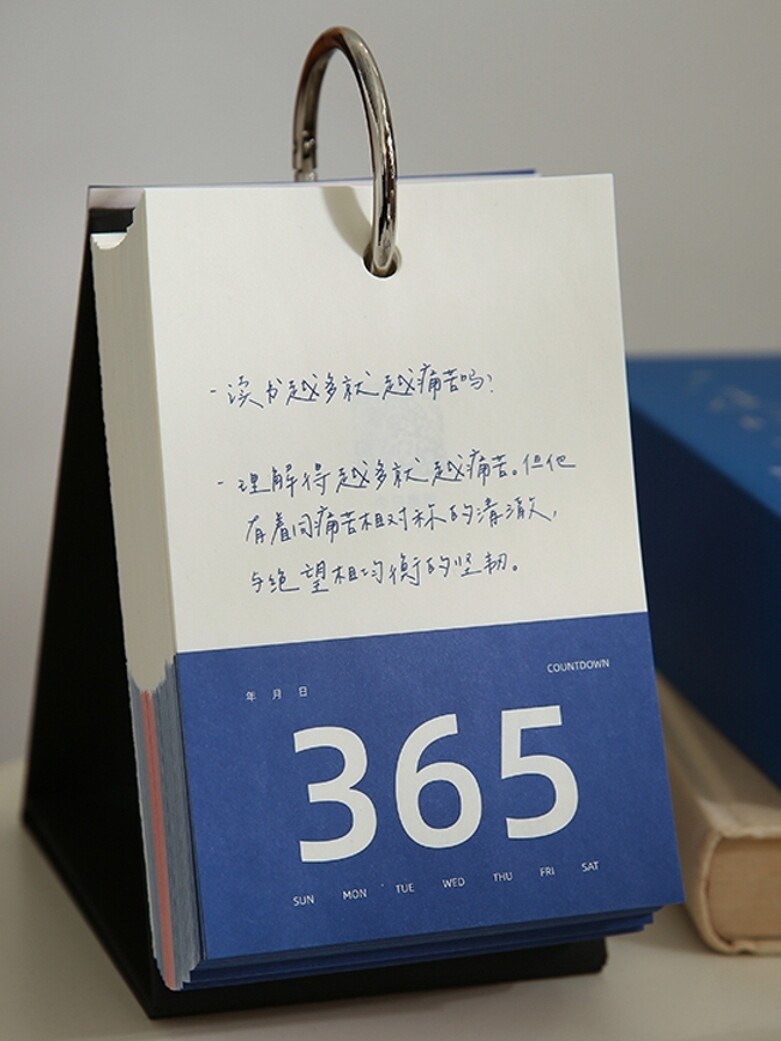 -读书越多就越痛苦吗?
-理解得越多就越痛苦。但他
有着同痛苦相对称的清澈,
与绝望相均衡的坚韧。
COUNTDOWN
年 月 日
365
SUN MON TUE WED THU FRI SAT